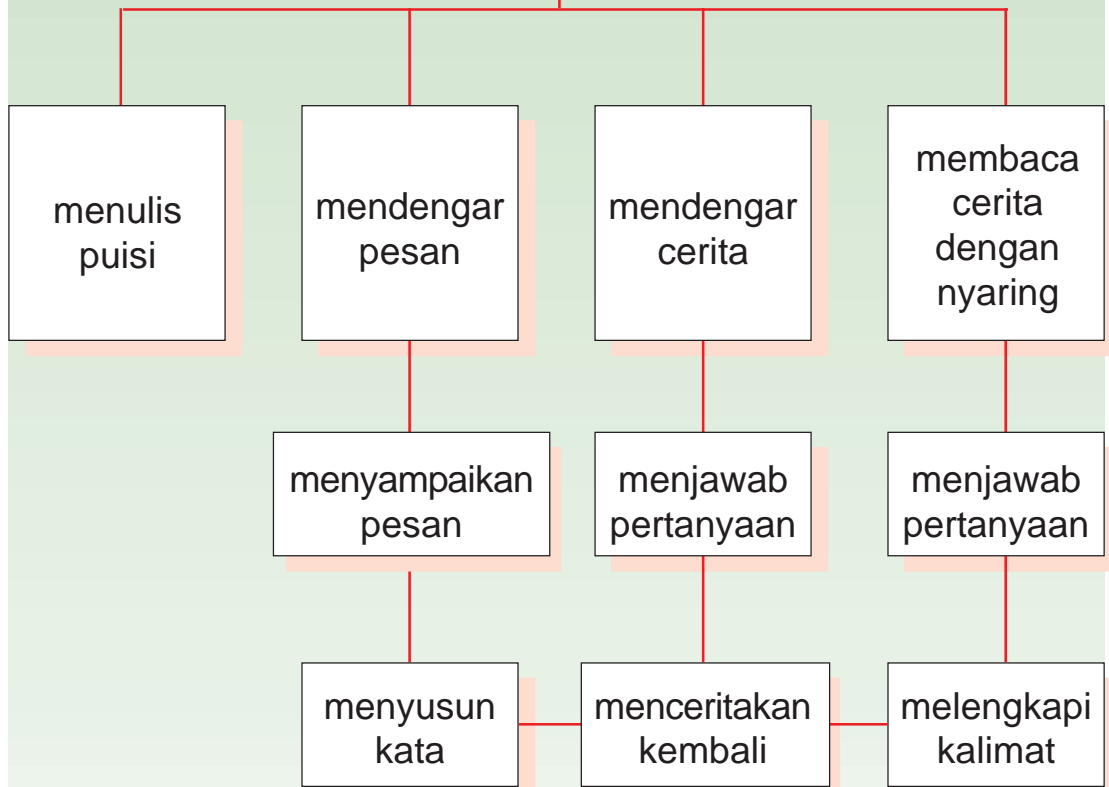 menulis
puisi
mendengar
pesan
mendengar
cerita
membaca
cerita
dengan
nyaring
menyampaikan
pesan
menjawab
pertanyaan
menjawab
pertanyaan
menyusun
kata
menceritakan
kembali
melengkapi
kalimat